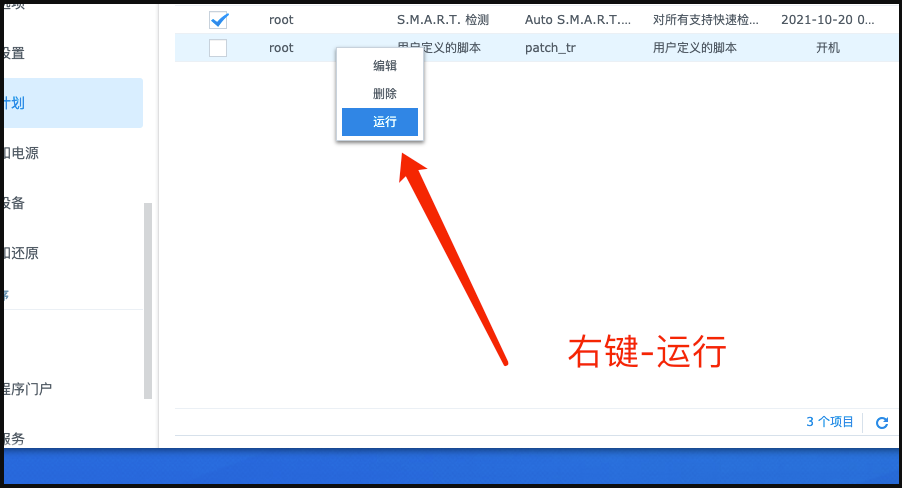 root S.M.A.R.T. 检测 Auto S.M.A.R.T.... 对所有支持快速检... 2021-10-20 0...
设置
root 用户定义的脚本 patch_tr 用户定义的脚本 开机
编辑
删除
计划
运行
和电源
设备
和还原
序
右键-运行
程序门户
3 个项目
服务